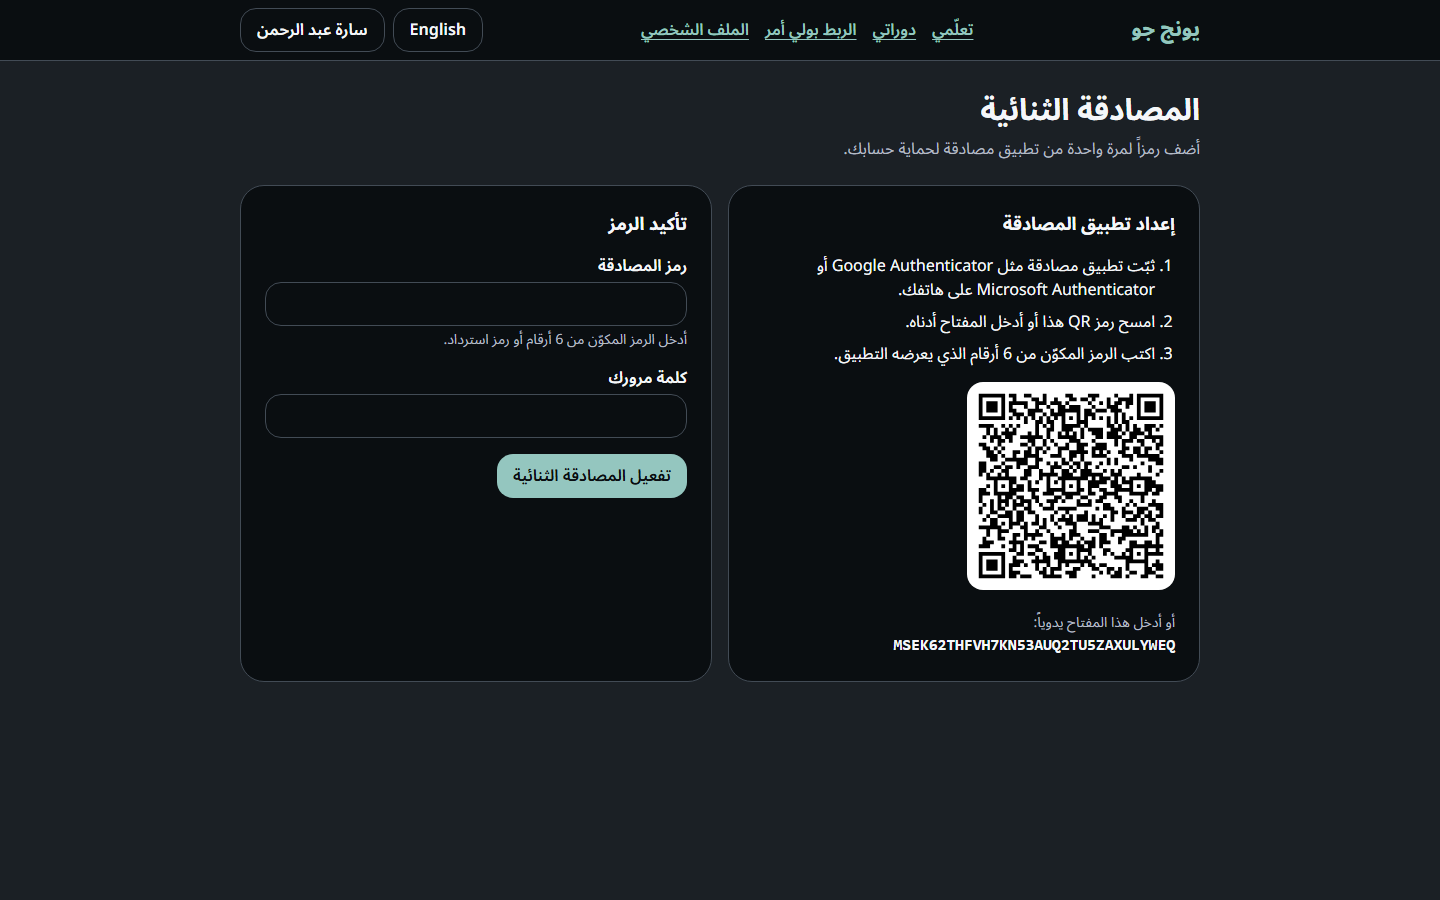 يونج جو
تعلّمي
دوراتي
الربط بولي أمر
الملف الشخصي
English
سارة عبد الرحمن
المصادقة الثنائية
أضف رمزاً لمرة واحدة من تطبيق مصادقة لحماية حسابك.
إعداد تطبيق المصادقة
1. ثبّت تطبيق مصادقة مثل Google Authenticator أو
Microsoft Authenticator على هاتفك.
2. امسح رمز QR هذا أو أدخل المفتاح أدناه.
3. اكتب الرمز المكوّن من 6 أرقام الذي يعرضه التطبيق.
أو أدخل هذا المفتاح يدوياً:
MSEK62THFVH7KN53AUQ2TU5ZAXULYWEQ
تأكيد الرمز
رمز المصادقة
أدخل الرمز المكوّن من 6 أرقام أو رمز استرداد.
كلمة مرورك
تفعيل المصادقة الثنائية